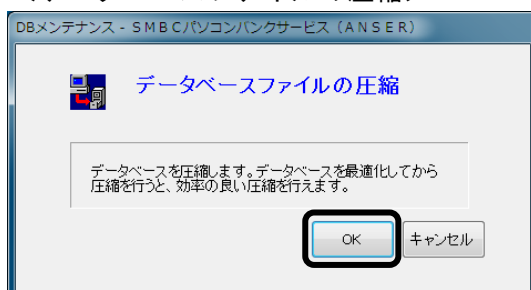 DBメンテナンス - SMBCパソコンバンクサービス（ANSER）
データベースファイルの圧縮
データベースを圧縮します。データベースを最適化してから
圧縮を行うと、効率の良い圧縮を行えます。
OK
キャンセル